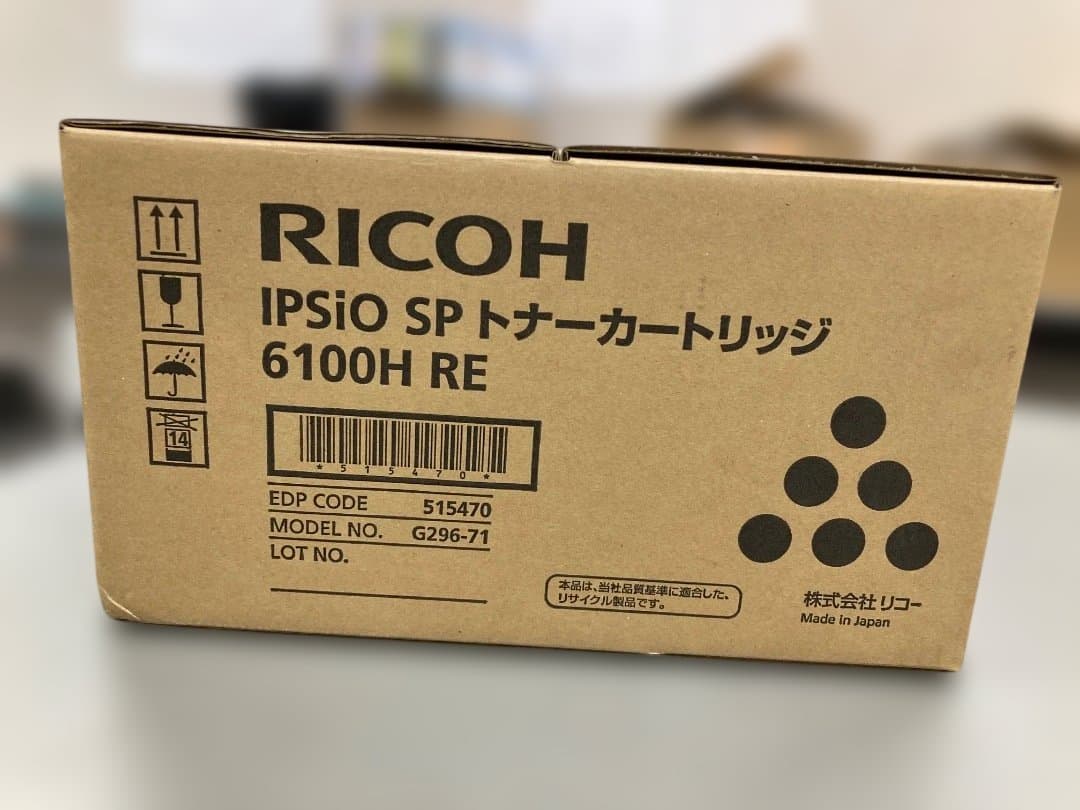 RICOH
IPSiO SP トナーカートリッジ
6100H RE
14
*515470*
EDP CODE 515470
MODEL NO. G296-71
LOT NO.
本品は、当社品質基準に適合した、
リサイクル製品です。
株式会社 リコー
Made in Japan